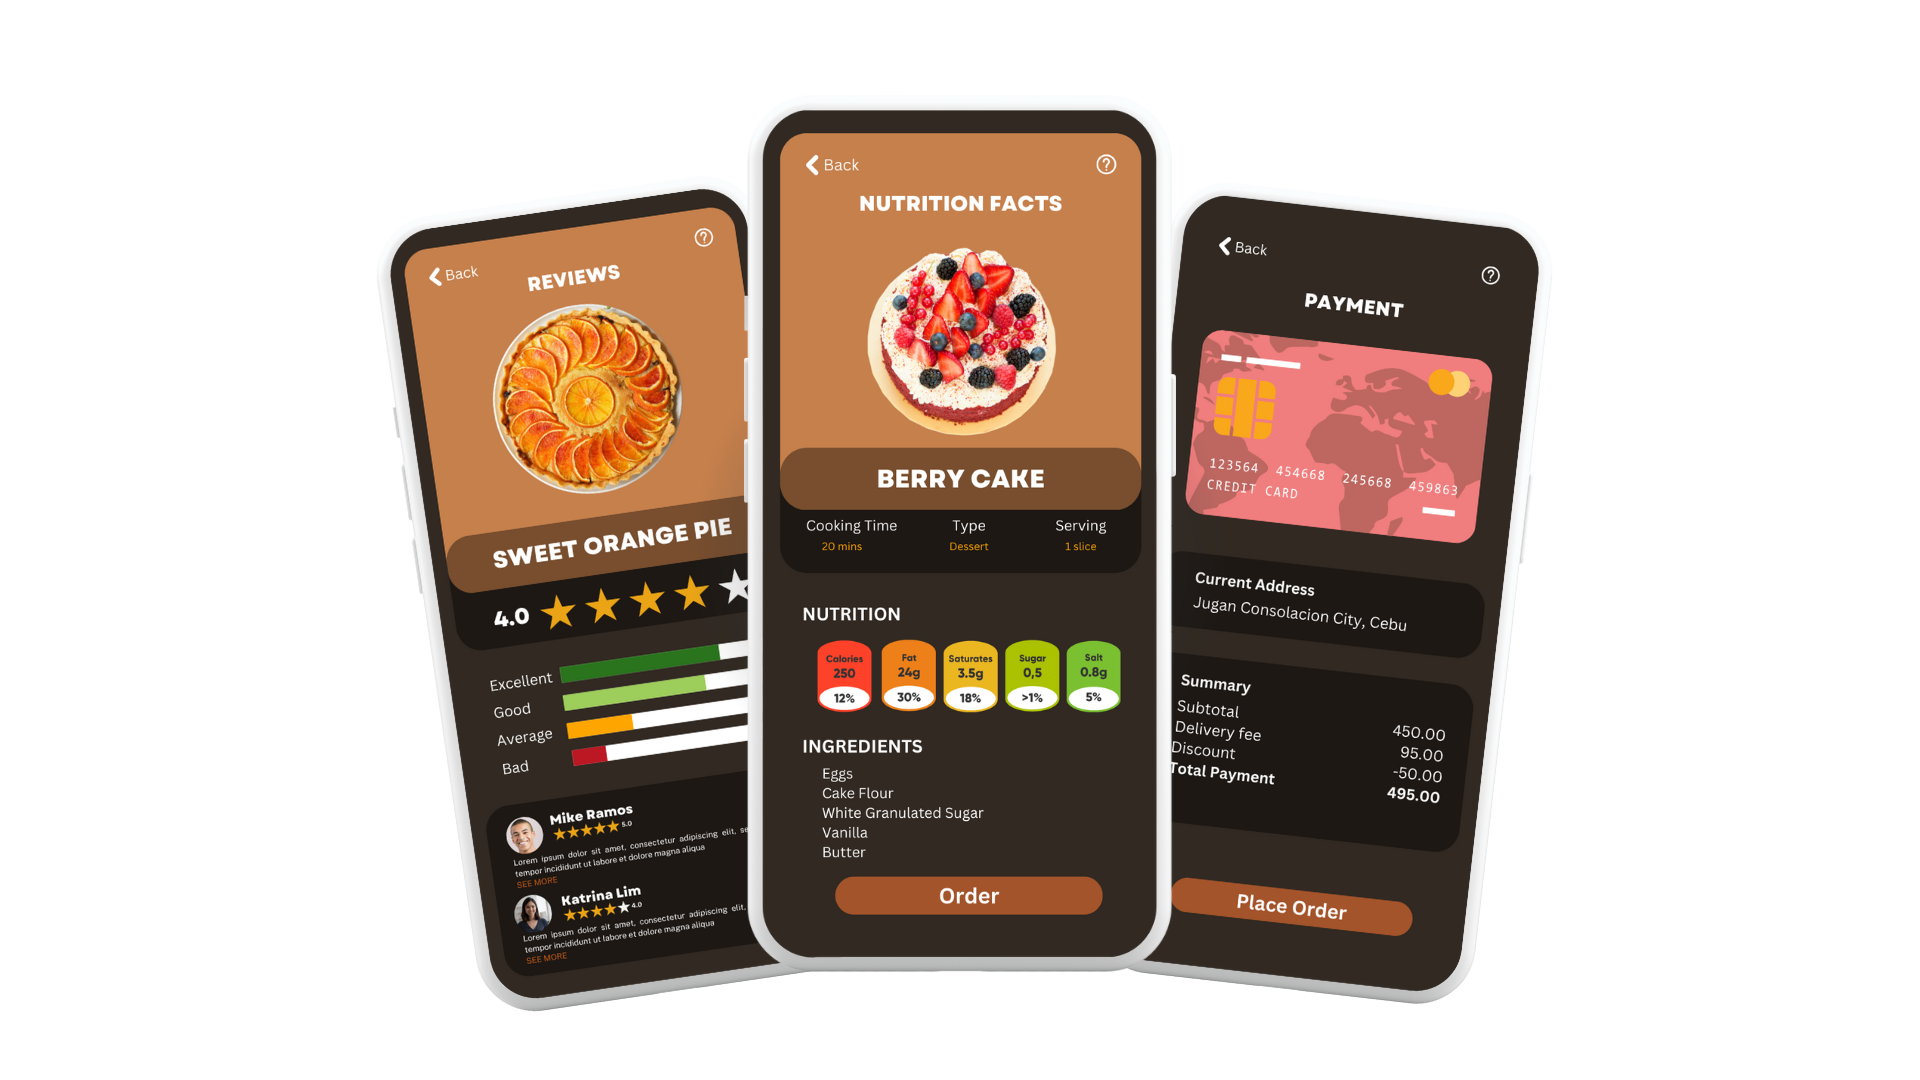 Back
REVIEWS
SWEET ORANGE PIE
4.0
Excellent
Good
Average
Bad
Mike Ramos
5.0
Lorem ipsum dolor sit amet, consectetur adipiscing elit, se
tempor incididunt ut labore et dolore magna aliqua
SEE MORE
Katrina Lim
4.0
Lorem ipsum dolor sit amet, consectetur adipiscing elit,
tempor incididunt ut labore et dolore magna aliqua
SEE MORE
Back
NUTRITION FACTS
BERRY CAKE
Cooking Time Type Serving
20 mins Dessert 1 slice
NUTRITION
Calories Fat Saturates Sugar Salt
250 24g 3.5g 0,5 0.8g
12% 30% 18% >1% 5%
INGREDIENTS
Eggs
Cake Flour
White Granulated Sugar
Vanilla
Butter
Order
Back
PAYMENT
123564 454668 245668 459863
CREDIT CARD
Current Address
Jugan Consolacion City, Cebu
Summary
Subtotal 450.00
Delivery fee 95.00
Discount -50.00
Total Payment 495.00
Place Order